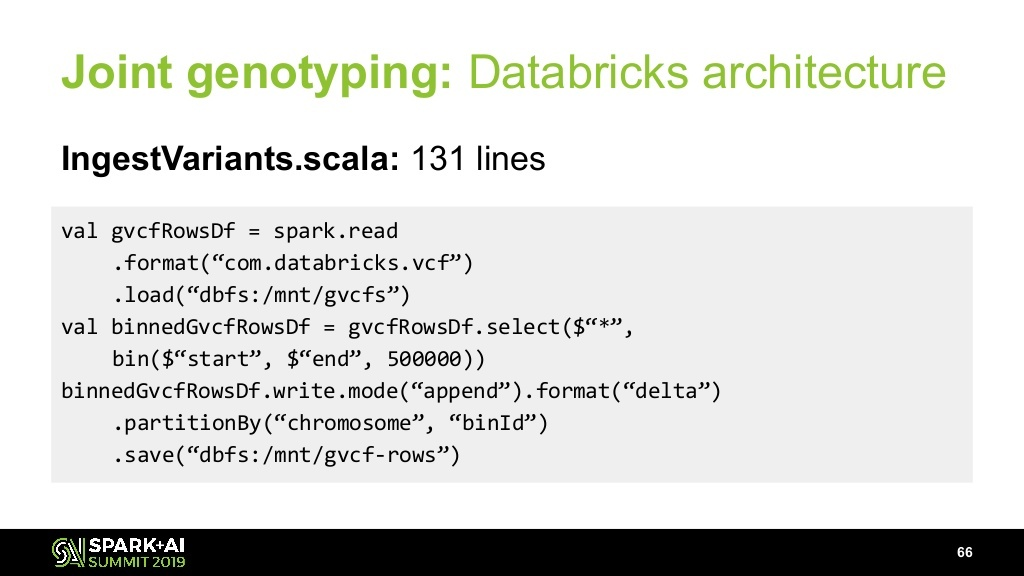 Joint genotyping: Databricks architecture
IngestVariants.scala: 131 lines
val gvcfRowsDf = spark.read
    .format(“com.databricks.vcf”)
    .load(“dbfs:/mnt/gvcfs”)
val binnedGvcfRowsDf = gvcfRowsDf.select($“*”,
    bin($“start”, $“end”, 500000))
binnedGvcfRowsDf.write.mode(“append”).format(“delta”)
    .partitionBy(“chromosome”, “binId”)
    .save(“dbfs:/mnt/gvcf-rows”)
SPARK+AI
SUMMIT 2019
66